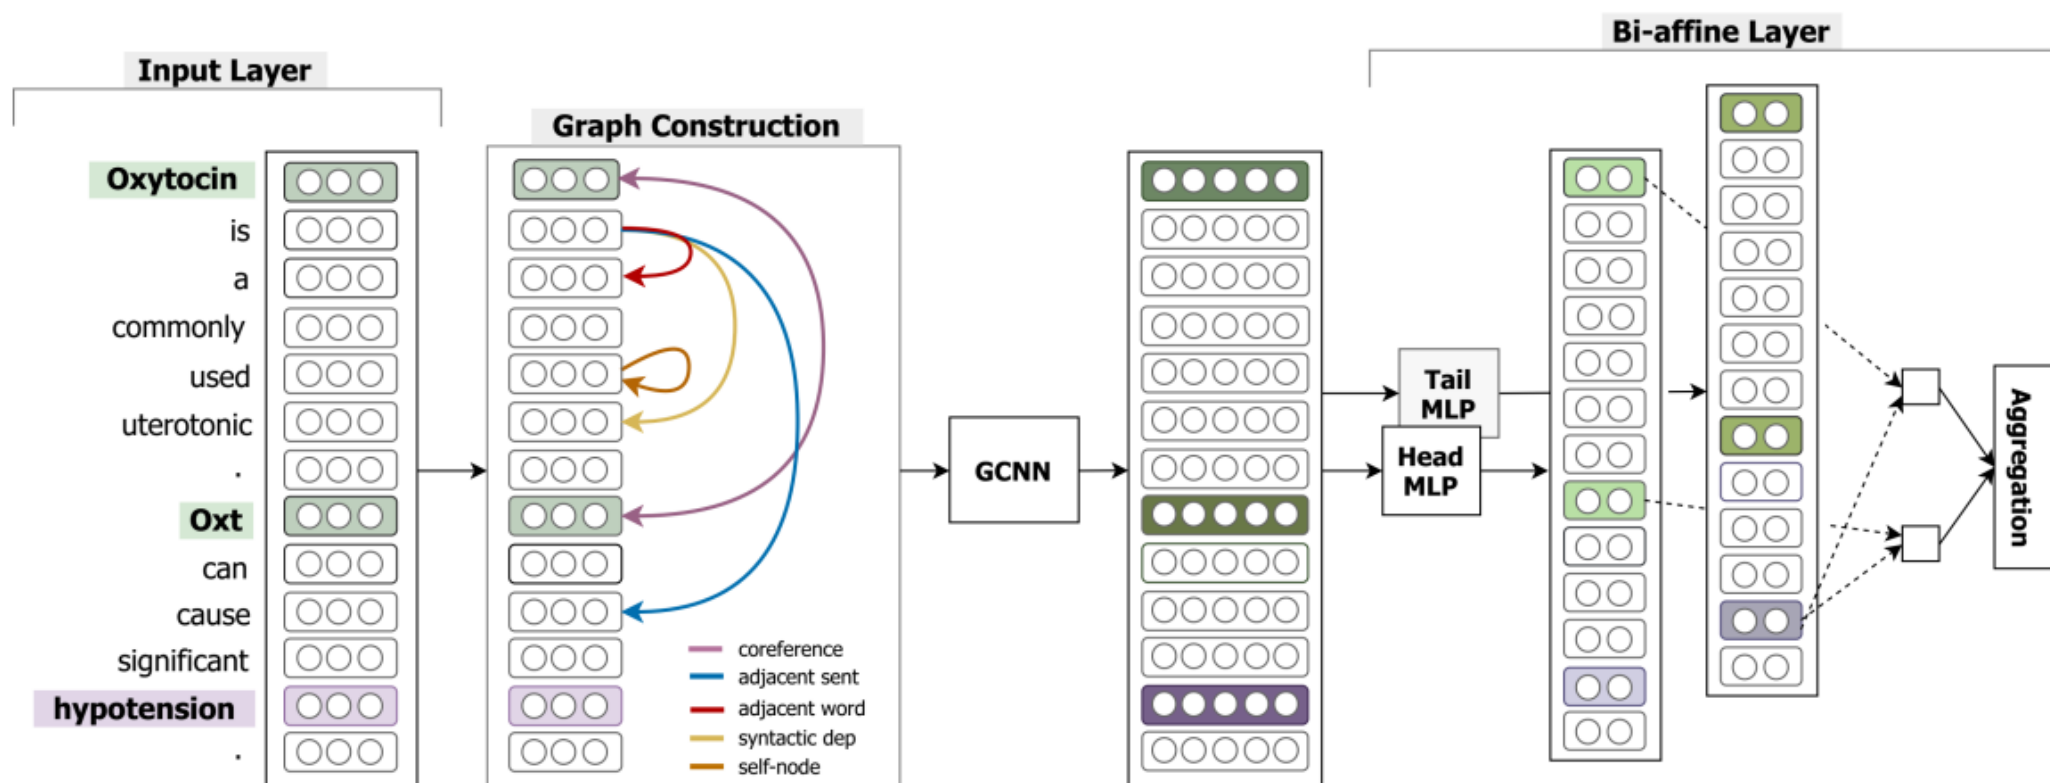 Input Layer
Oxytocin
is
a
commonly
used
uterotonic
.
Oxt
can
cause
significant
hypotension
.
Graph Construction
coreference
adjacent sent
adjacent word
syntactic dep
self-node
GCNN
Tail
MLP
Head
MLP
Bi-affine Layer
Aggregation